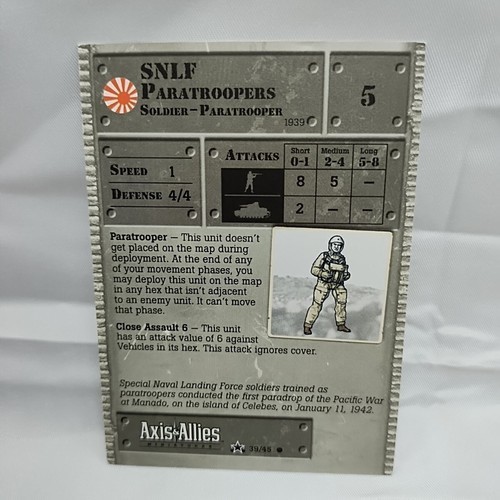 SNLF
PARATROOPERS
SOLDIER–PARATROOPER
1939
5
SPEED 1
DEFENSE 4/4
ATTACKS Short 0-1 Medium 2-4 Long 5-8
8 5 –
2 – –
Paratrooper — This unit doesn't
get placed on the map during
deployment. At the end of any
of your movement phases, you
may deploy this unit on the map
in any hex that isn't adjacent
to an enemy unit. It can't move
that phase.
Close Assault 6 — This unit
has an attack value of 6 against
Vehicles in its hex. This attack ignores cover.
Special Naval Landing Force soldiers trained as
paratroopers conducted the first paradrop of the Pacific War
at Manado, on the island of Celebes, on January 11, 1942.
Axis & Allies
MINIATURES
39/45